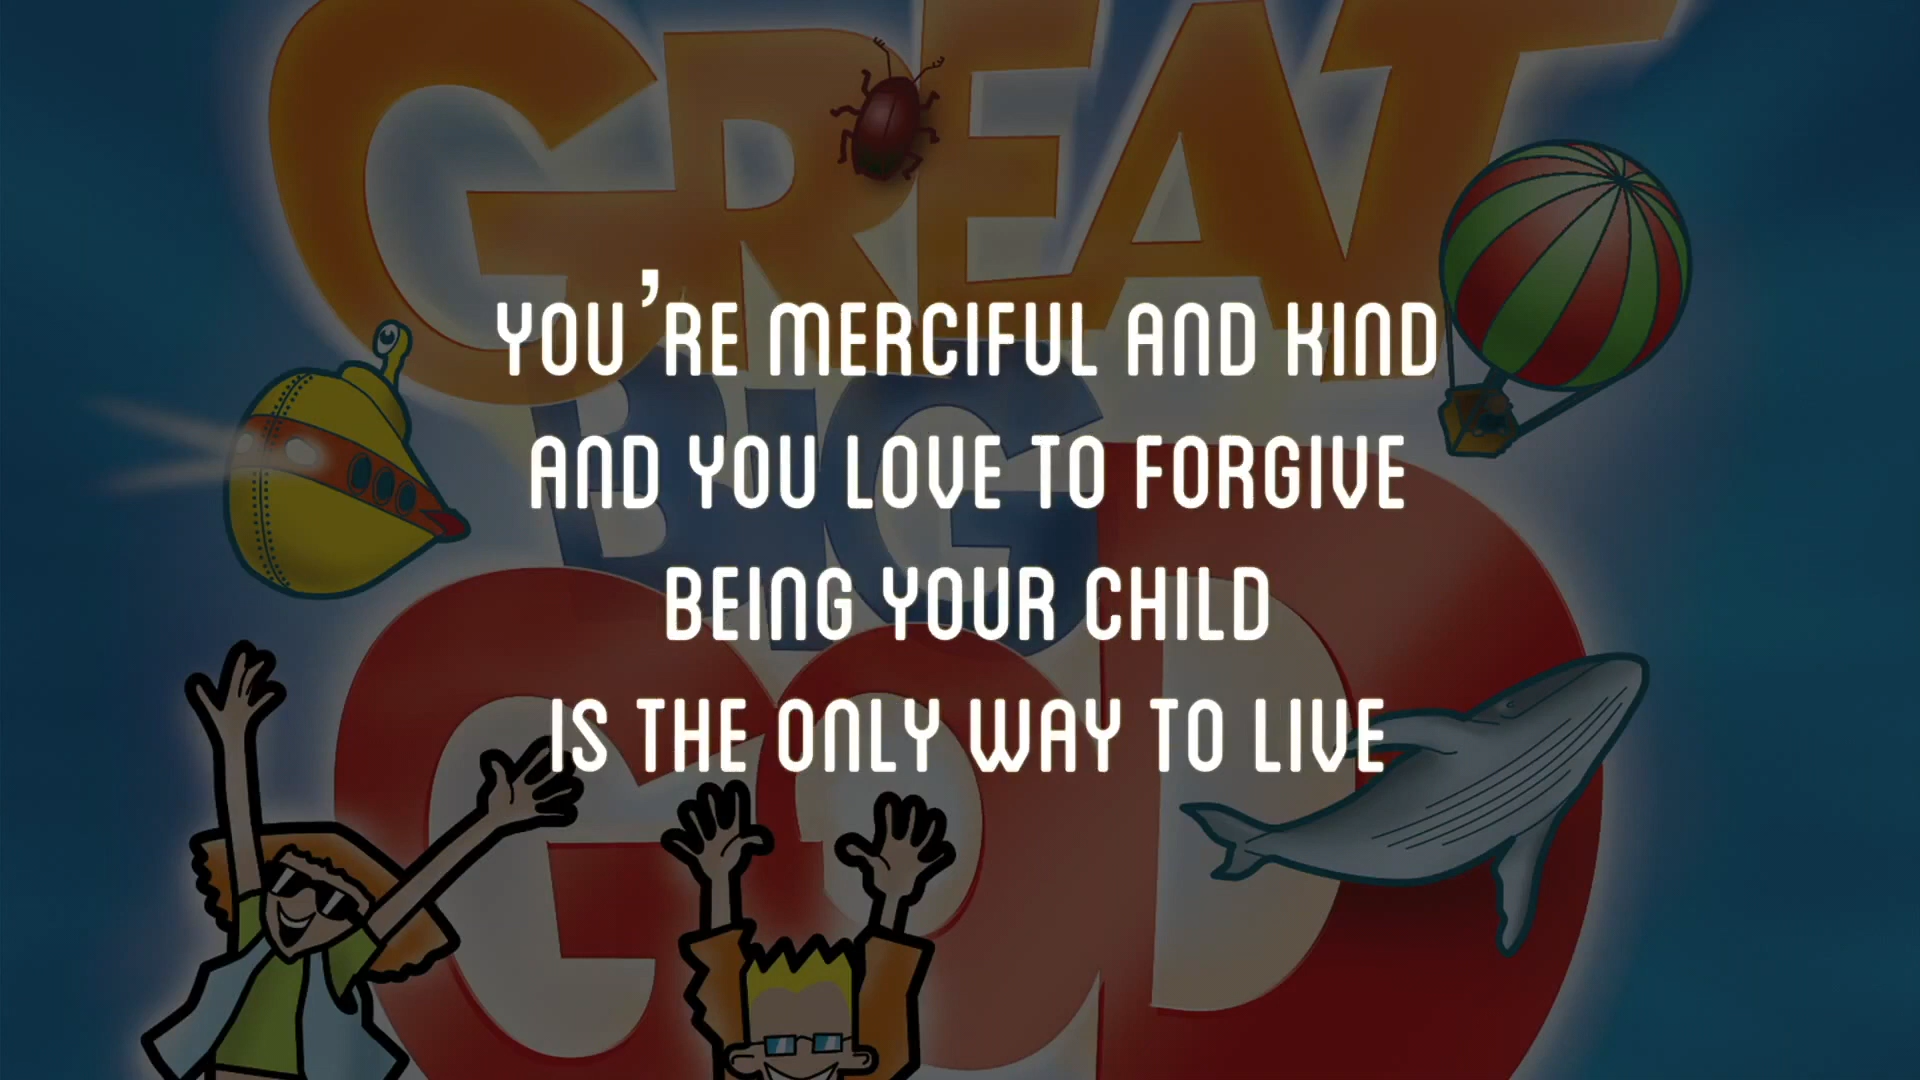 GREAT
BIG
GOD
YOU'RE MERCIFUL AND KIND
AND YOU LOVE TO FORGIVE
BEING YOUR CHILD
IS THE ONLY WAY TO LIVE